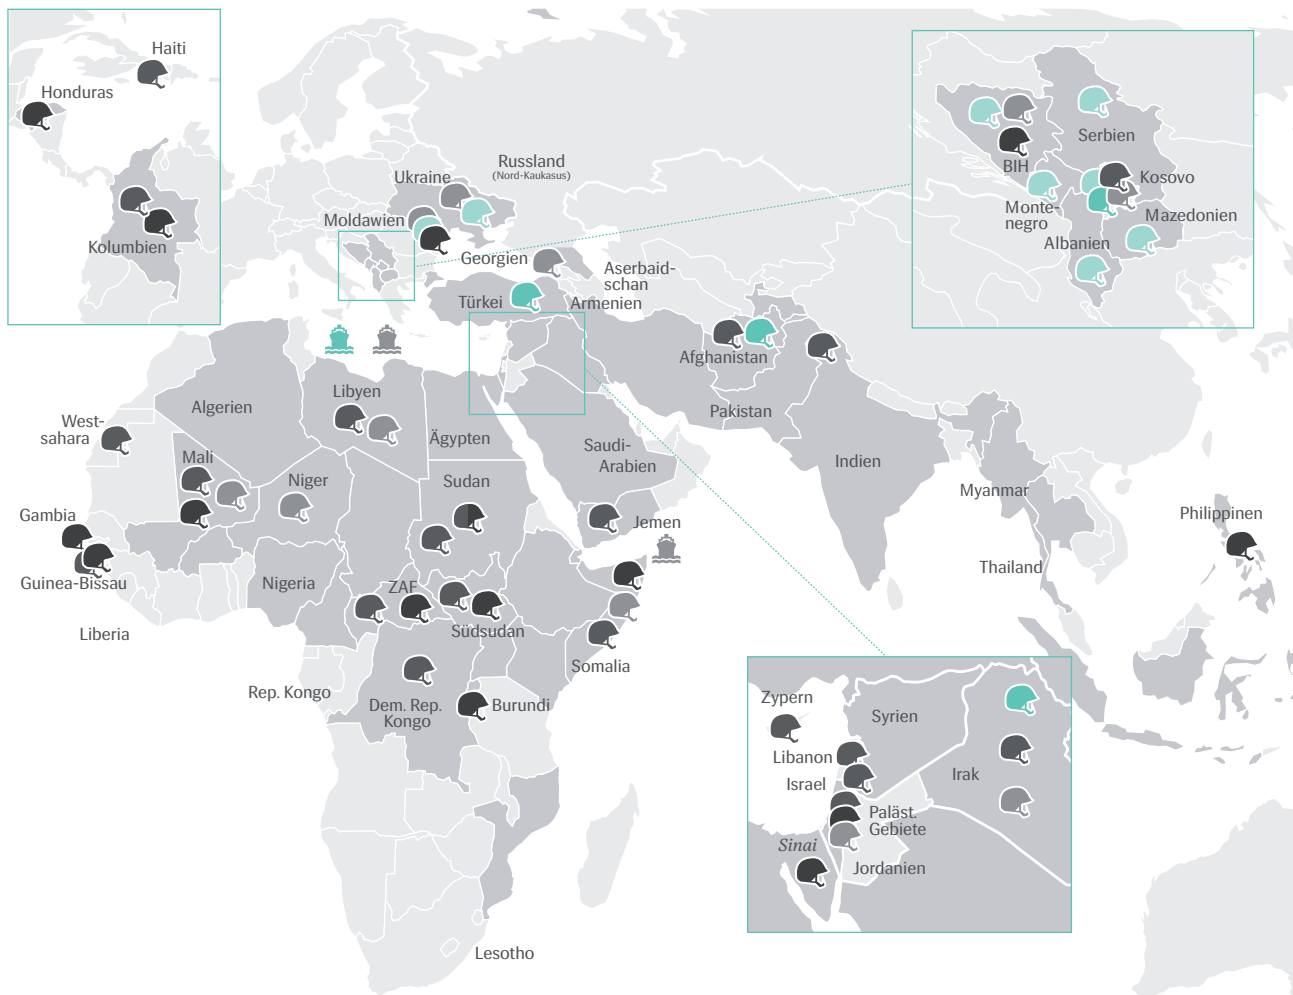 Haiti
Honduras
Kolumbien
Russland
(Nord-Kaukasus)
Ukraine
Moldawien
Georgien
Aserbaid-
schan
Türkei
Armenien
BIH
Serbien
Kosovo
Monte-
negro
Mazedonien
Albanien
Afghanistan
Pakistan
Algerien
Libyen
Ägypten
West-
sahara
Saudi-
Arabien
Indien
Mali
Niger
Sudan
Myanmar
Gambia
Jemen
Philippinen
Guinea-Bissau
Nigeria
ZAF
Thailand
Südsudan
Liberia
Somalia
Rep. Kongo
Dem. Rep.
Kongo
Burundi
Zypern
Syrien
Libanon
Israel
Irak
Paläst.
Gebiete
Sinai
Jordanien
Lesotho